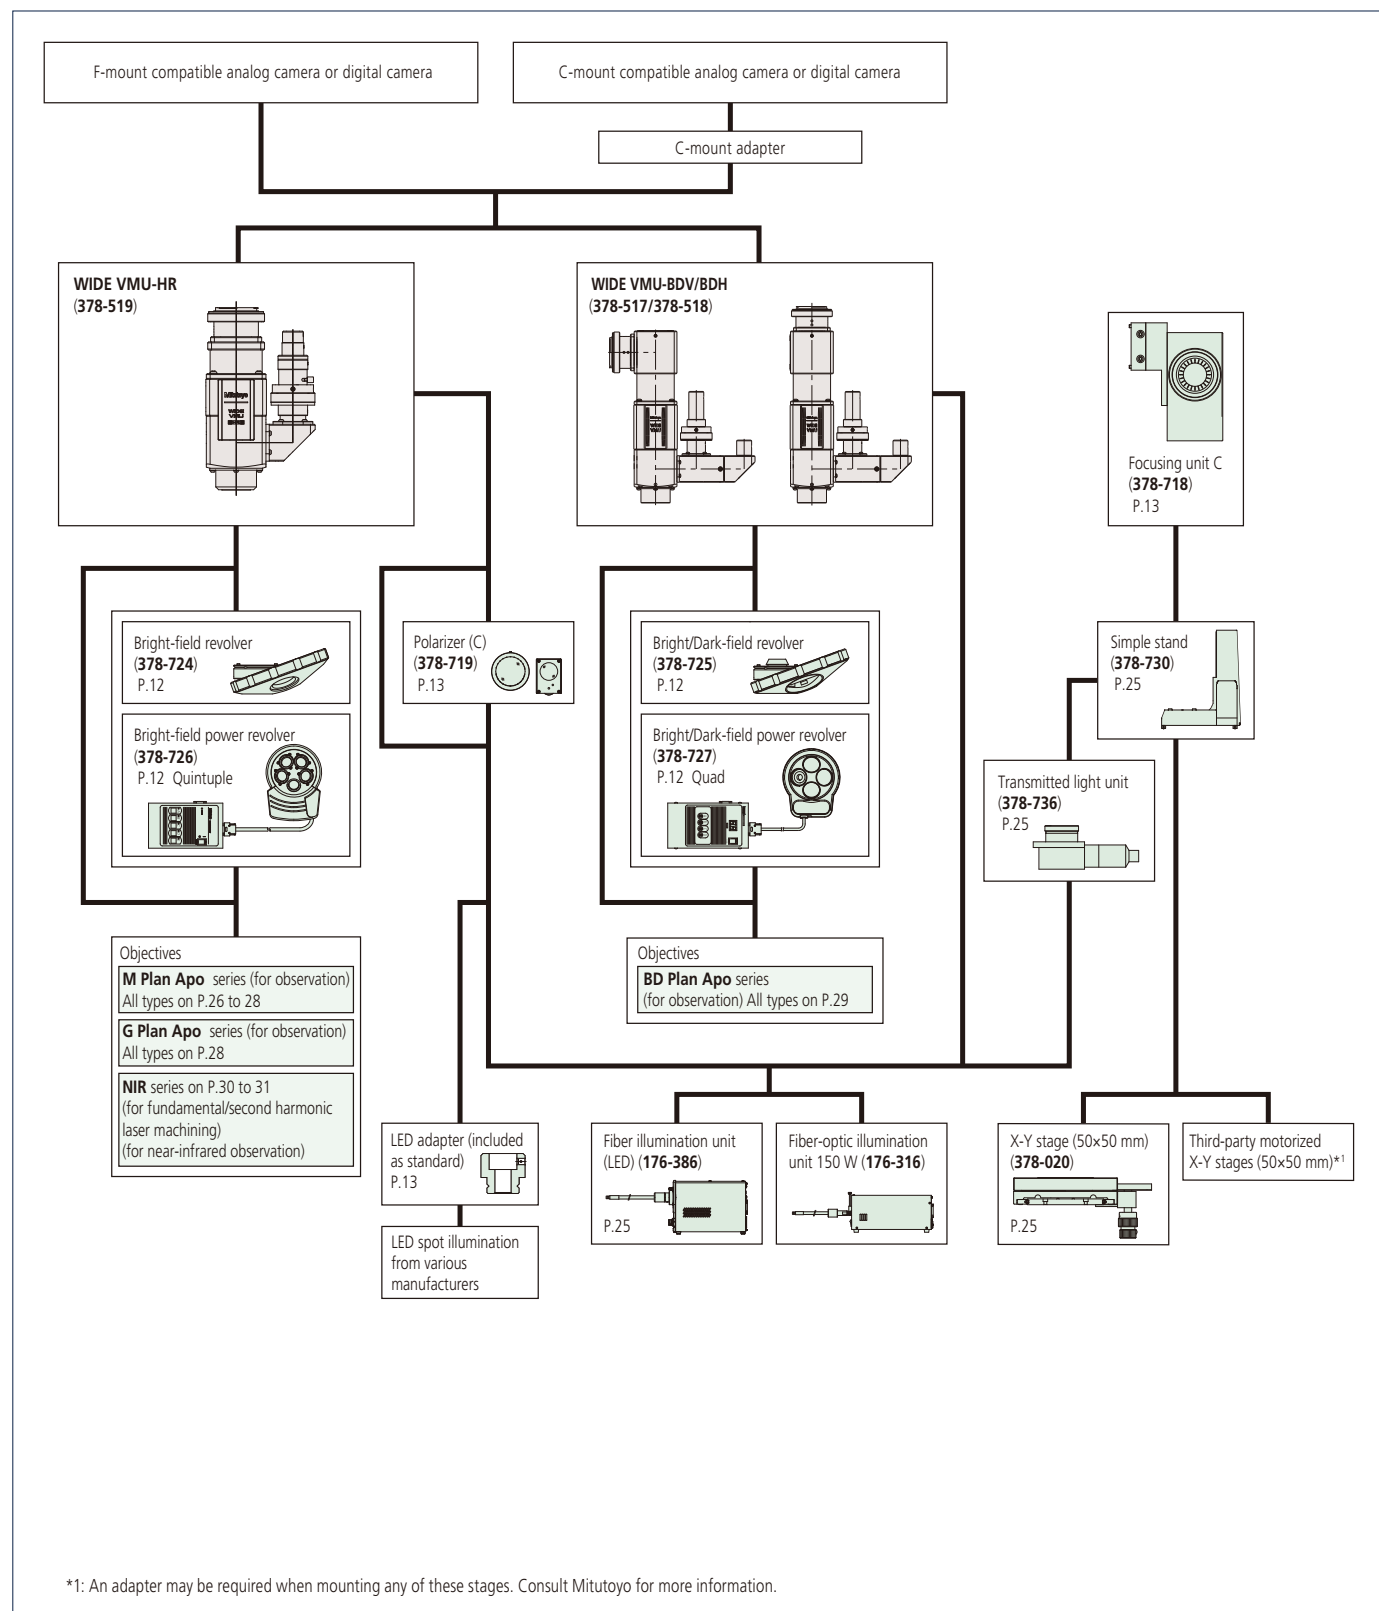 F-mount compatible analog camera or digital camera
C-mount compatible analog camera or digital camera
C-mount adapter
WIDE VMU-HR
(378-519)
Mitutoyo
WIDE
VMU
WIDE VMU-BDV/BDH
(378-517/378-518)
WIDE
VMU
WIDE
VMU
Focusing unit C
(378-718)
P.13
Bright-field revolver
(378-724)
P.12
Bright-field power revolver
(378-726)
P.12 Quintuple
Polarizer (C)
(378-719)
P.13
Bright/Dark-field revolver
(378-725)
P.12
Bright/Dark-field power revolver
(378-727)
P.12 Quad
Simple stand
(378-730)
P.25
Transmitted light unit
(378-736)
P.25
Objectives
M Plan Apo series (for observation)
All types on P.26 to 28
G Plan Apo series (for observation)
All types on P.28
NIR series on P.30 to 31
(for fundamental/second harmonic
laser machining)
(for near-infrared observation)
Objectives
BD Plan Apo series
(for observation) All types on P.29
LED adapter (included
as standard)
P.13
LED spot illumination
from various
manufacturers
Fiber illumination unit
(LED) (176-386)
P.25
Fiber-optic illumination
unit 150 W (176-316)
X-Y stage (50×50 mm)
(378-020)
P.25
Third-party motorized
X-Y stages (50×50 mm)*1
*1: An adapter may be required when mounting any of these stages. Consult Mitutoyo for more information.